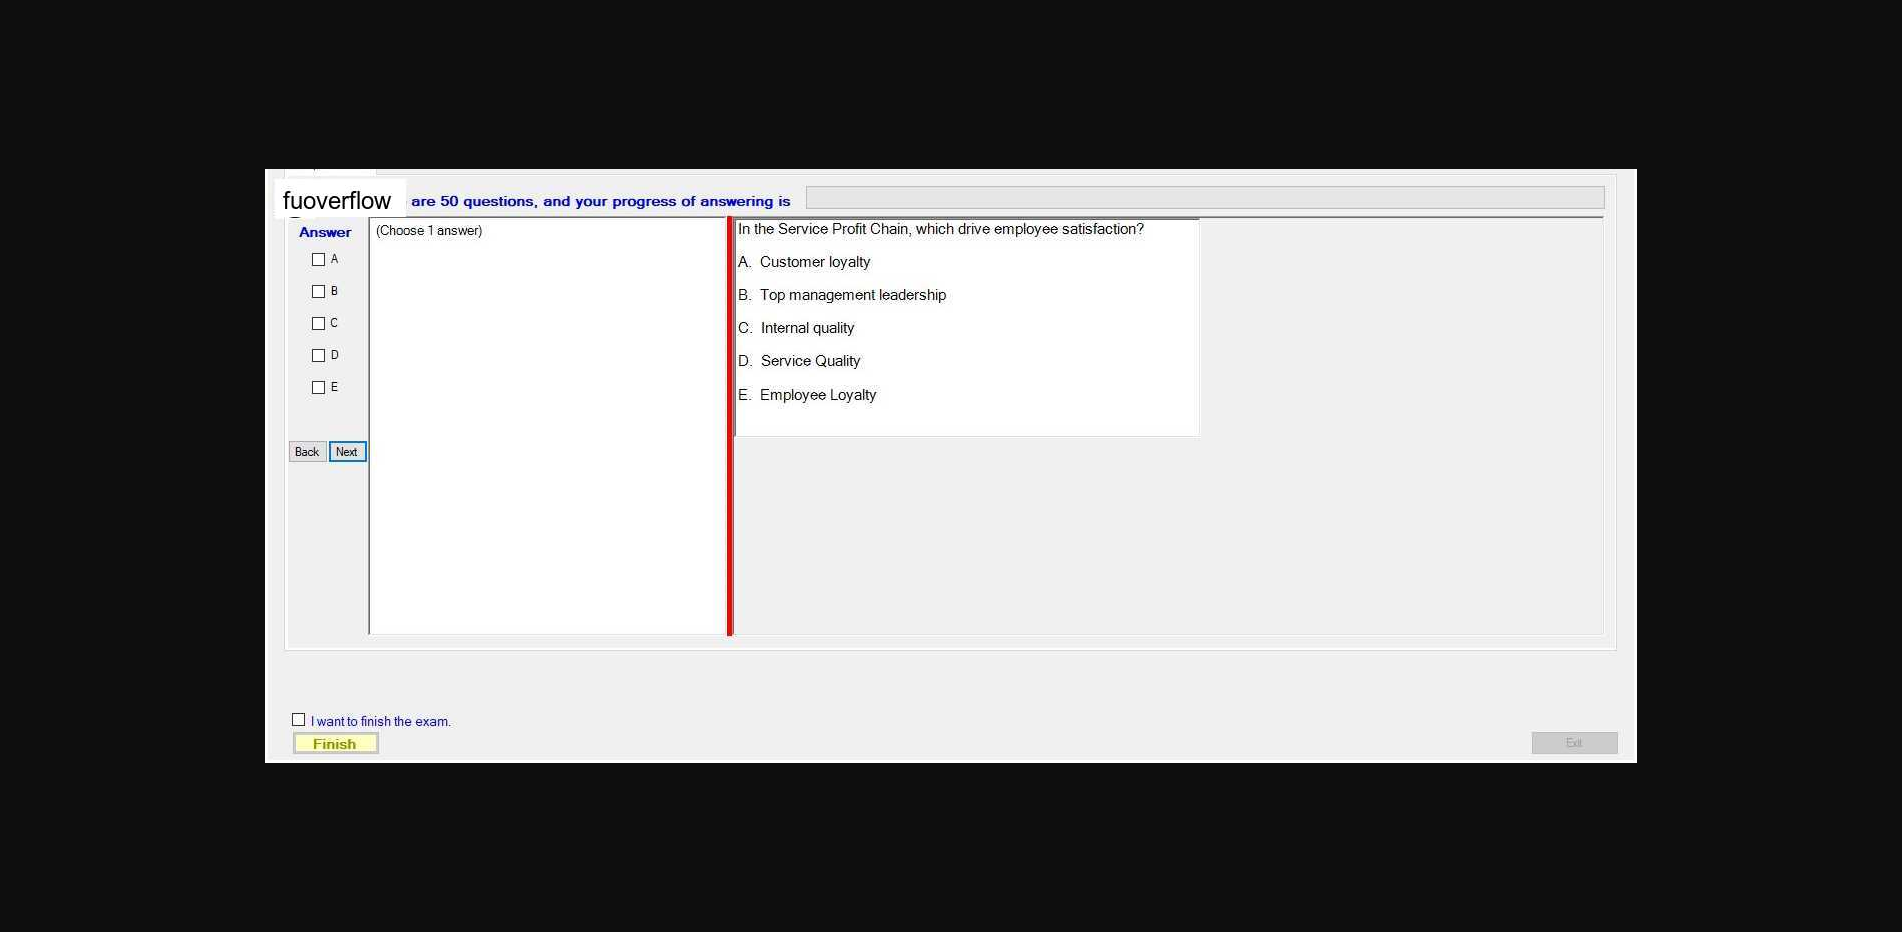 fuoverflow are 50 questions, and your progress of answering is
Answer
(Choose 1 answer)
A
B
C
D
E
Back Next
In the Service Profit Chain, which drive employee satisfaction?
A. Customer loyalty
B. Top management leadership
C. Internal quality
D. Service Quality
E. Employee Loyalty
I want to finish the exam.
Finish
Exit